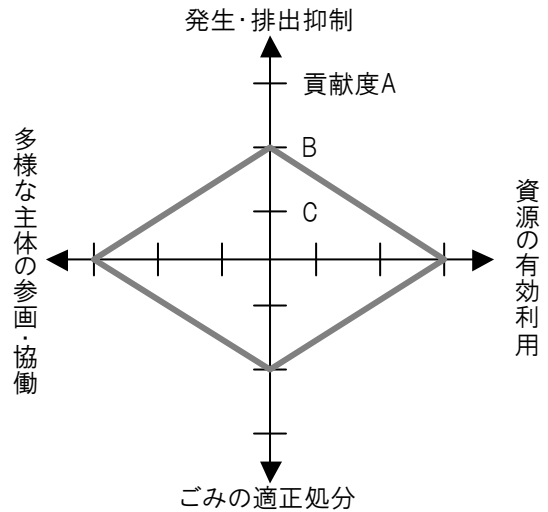 発生・排出抑制
貢献度A
B
C
多様な主体の参画・協働
資源の有効利用
ごみの適正処分